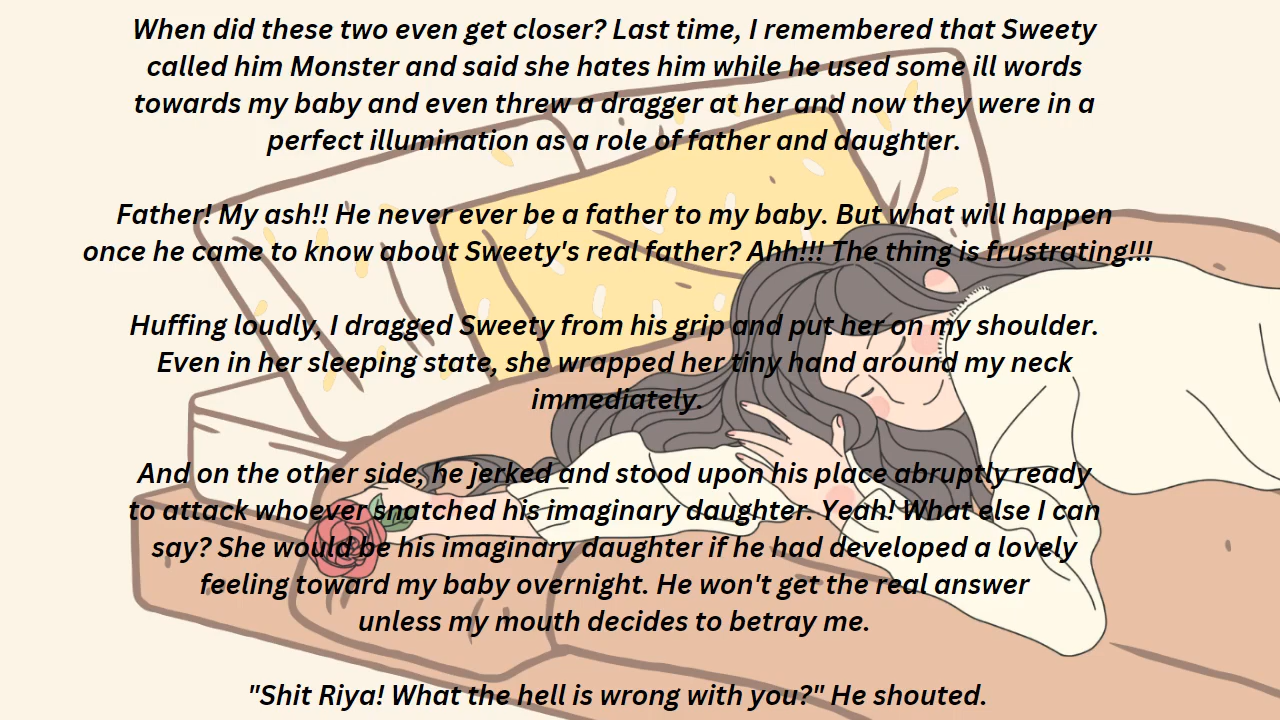 When did these two even get closer? Last time, I remembered that Sweety
called him Monster and said she hates him while he used some ill words
towards my baby and even threw a dragger at her and now they were in a
perfect illumination as a role of father and daughter.
Father! My ash!! He never ever be a father to my baby. But what will happen
once he came to know about Sweety's real father? Ahh!!! The thing is frustrating!!!
Huffing loudly, I dragged Sweety from his grip and put her on my shoulder.
Even in her sleeping state, she wrapped her tiny hand around my neck
immediately.
And on the other side, he jerked and stood upon his place abruptly ready
to attack whoever snatched his imaginary daughter. Yeah! What else I can
say? She would be his imaginary daughter if he had developed a lovely
feeling toward my baby overnight. He won't get the real answer
unless my mouth decides to betray me.
"Shit Riya! What the hell is wrong with you?" He shouted.